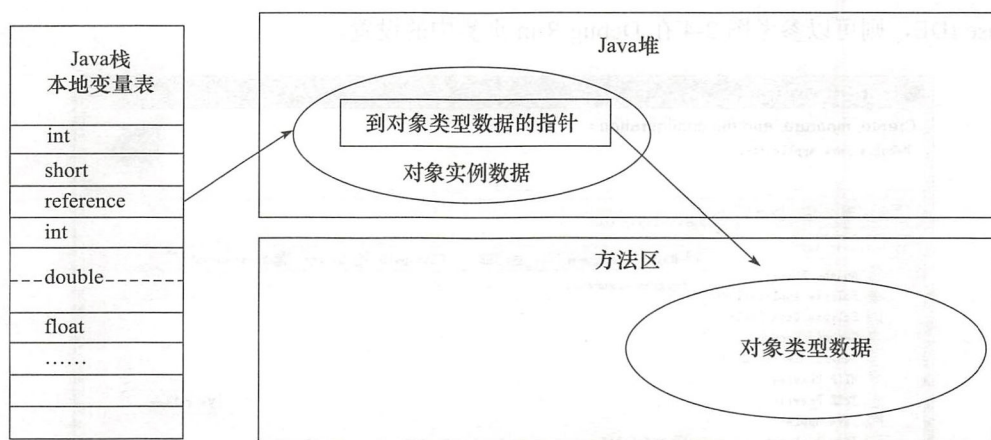 Java栈
本地变量表
int
short
reference
int
double
float
……
Java堆
到对象类型数据的指针
对象实例数据
方法区
对象类型数据